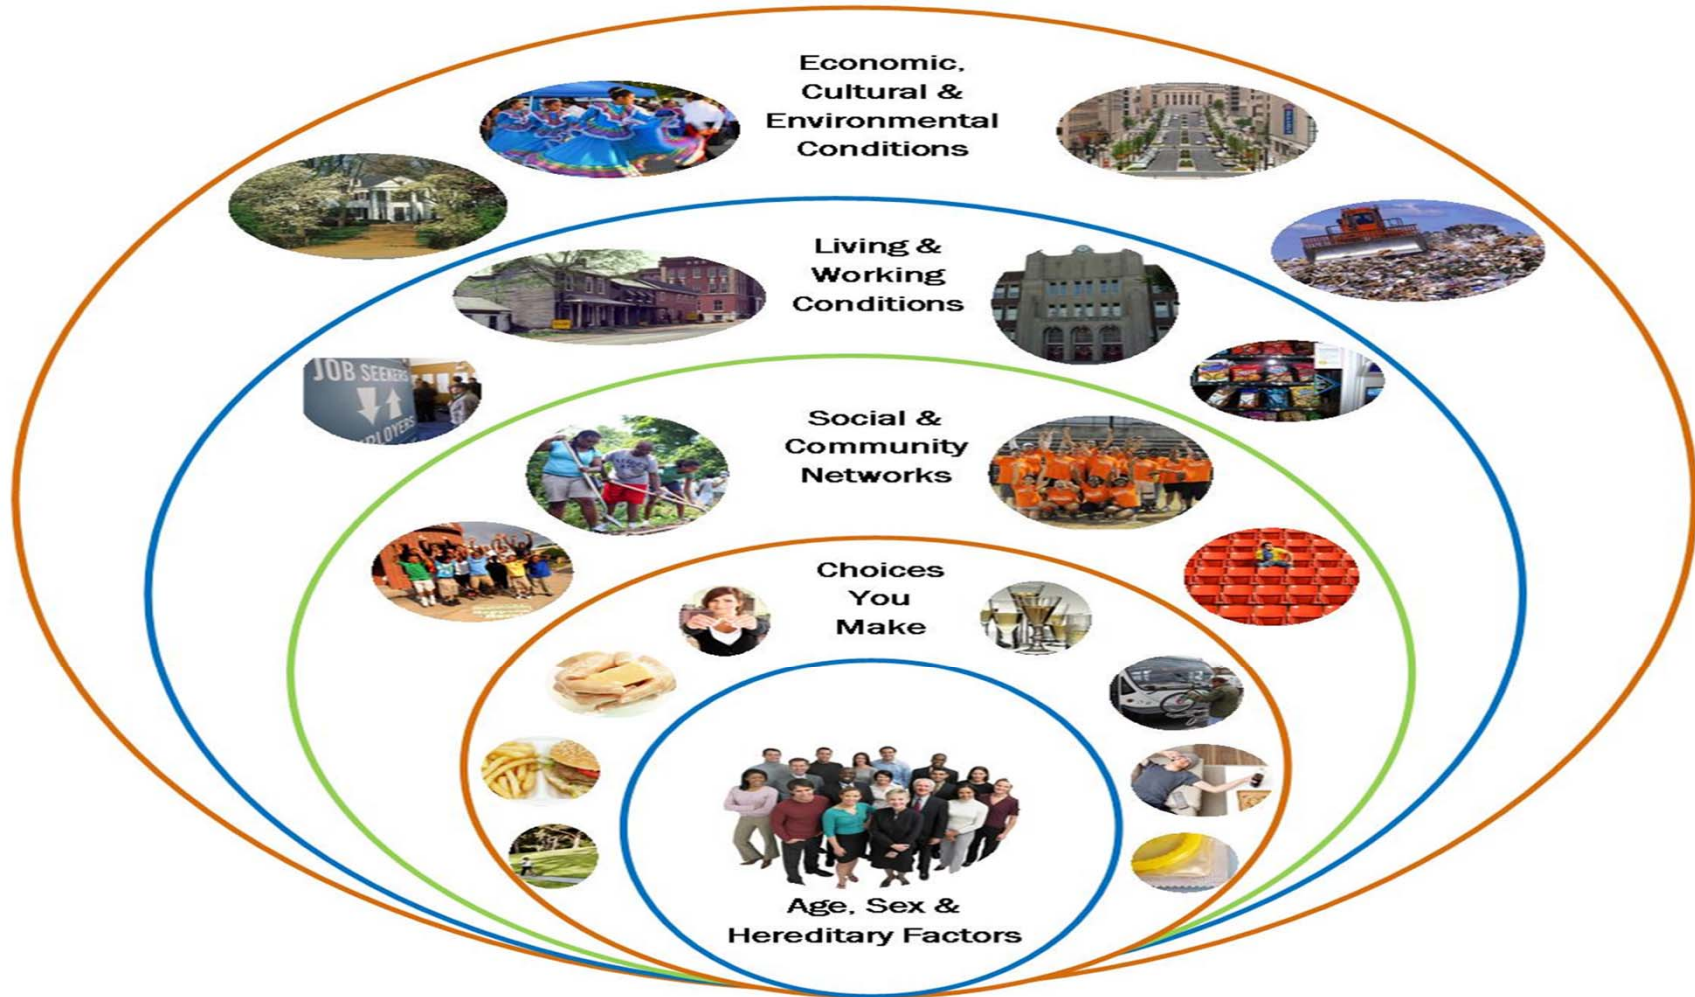 Economic,
Cultural &
Environmental
Conditions
Living &
Working
Conditions
JOB SEEKERS
Social &
Community
Networks
Choices
You
Make
Age, Sex &
Hereditary Factors